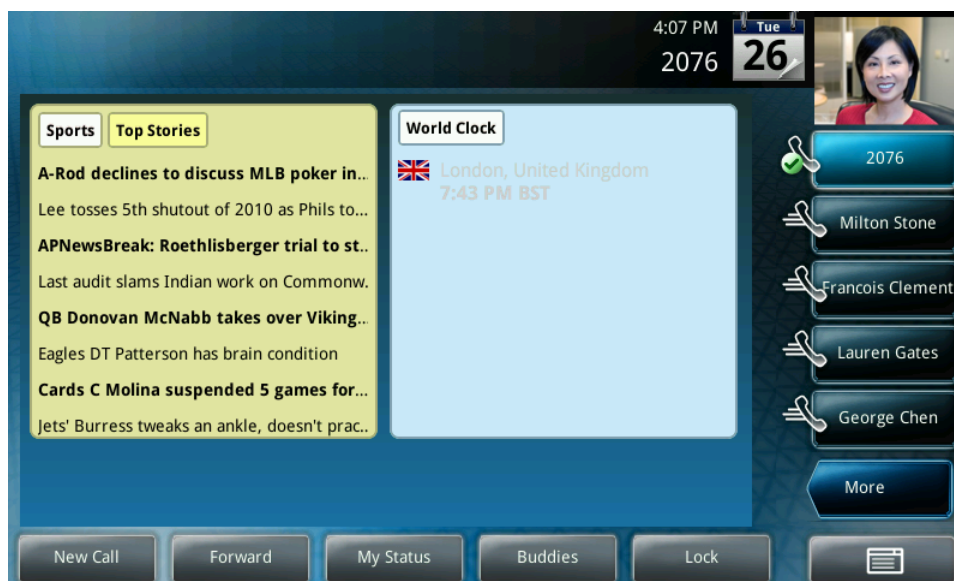 4:07 PM
2076
Tue
26
Sports
Top Stories
A-Rod declines to discuss MLB poker in...
Lee tosses 5th shutout of 2010 as Phils to...
APNewsBreak: Roethlisberger trial to st..
Last audit slams Indian work on Commonw.
QB Donovan McNabb takes over Viking...
Eagles DT Patterson has brain condition
Cards C Molina suspended 5 games for...
Jets' Burress tweaks an ankle, doesn't prac..
World Clock
London, United Kingdom
7:43 PM BST
2076
Milton Stone
Francois Clement
Lauren Gates
George Chen
More
New Call
Forward
My Status
Buddies
Lock